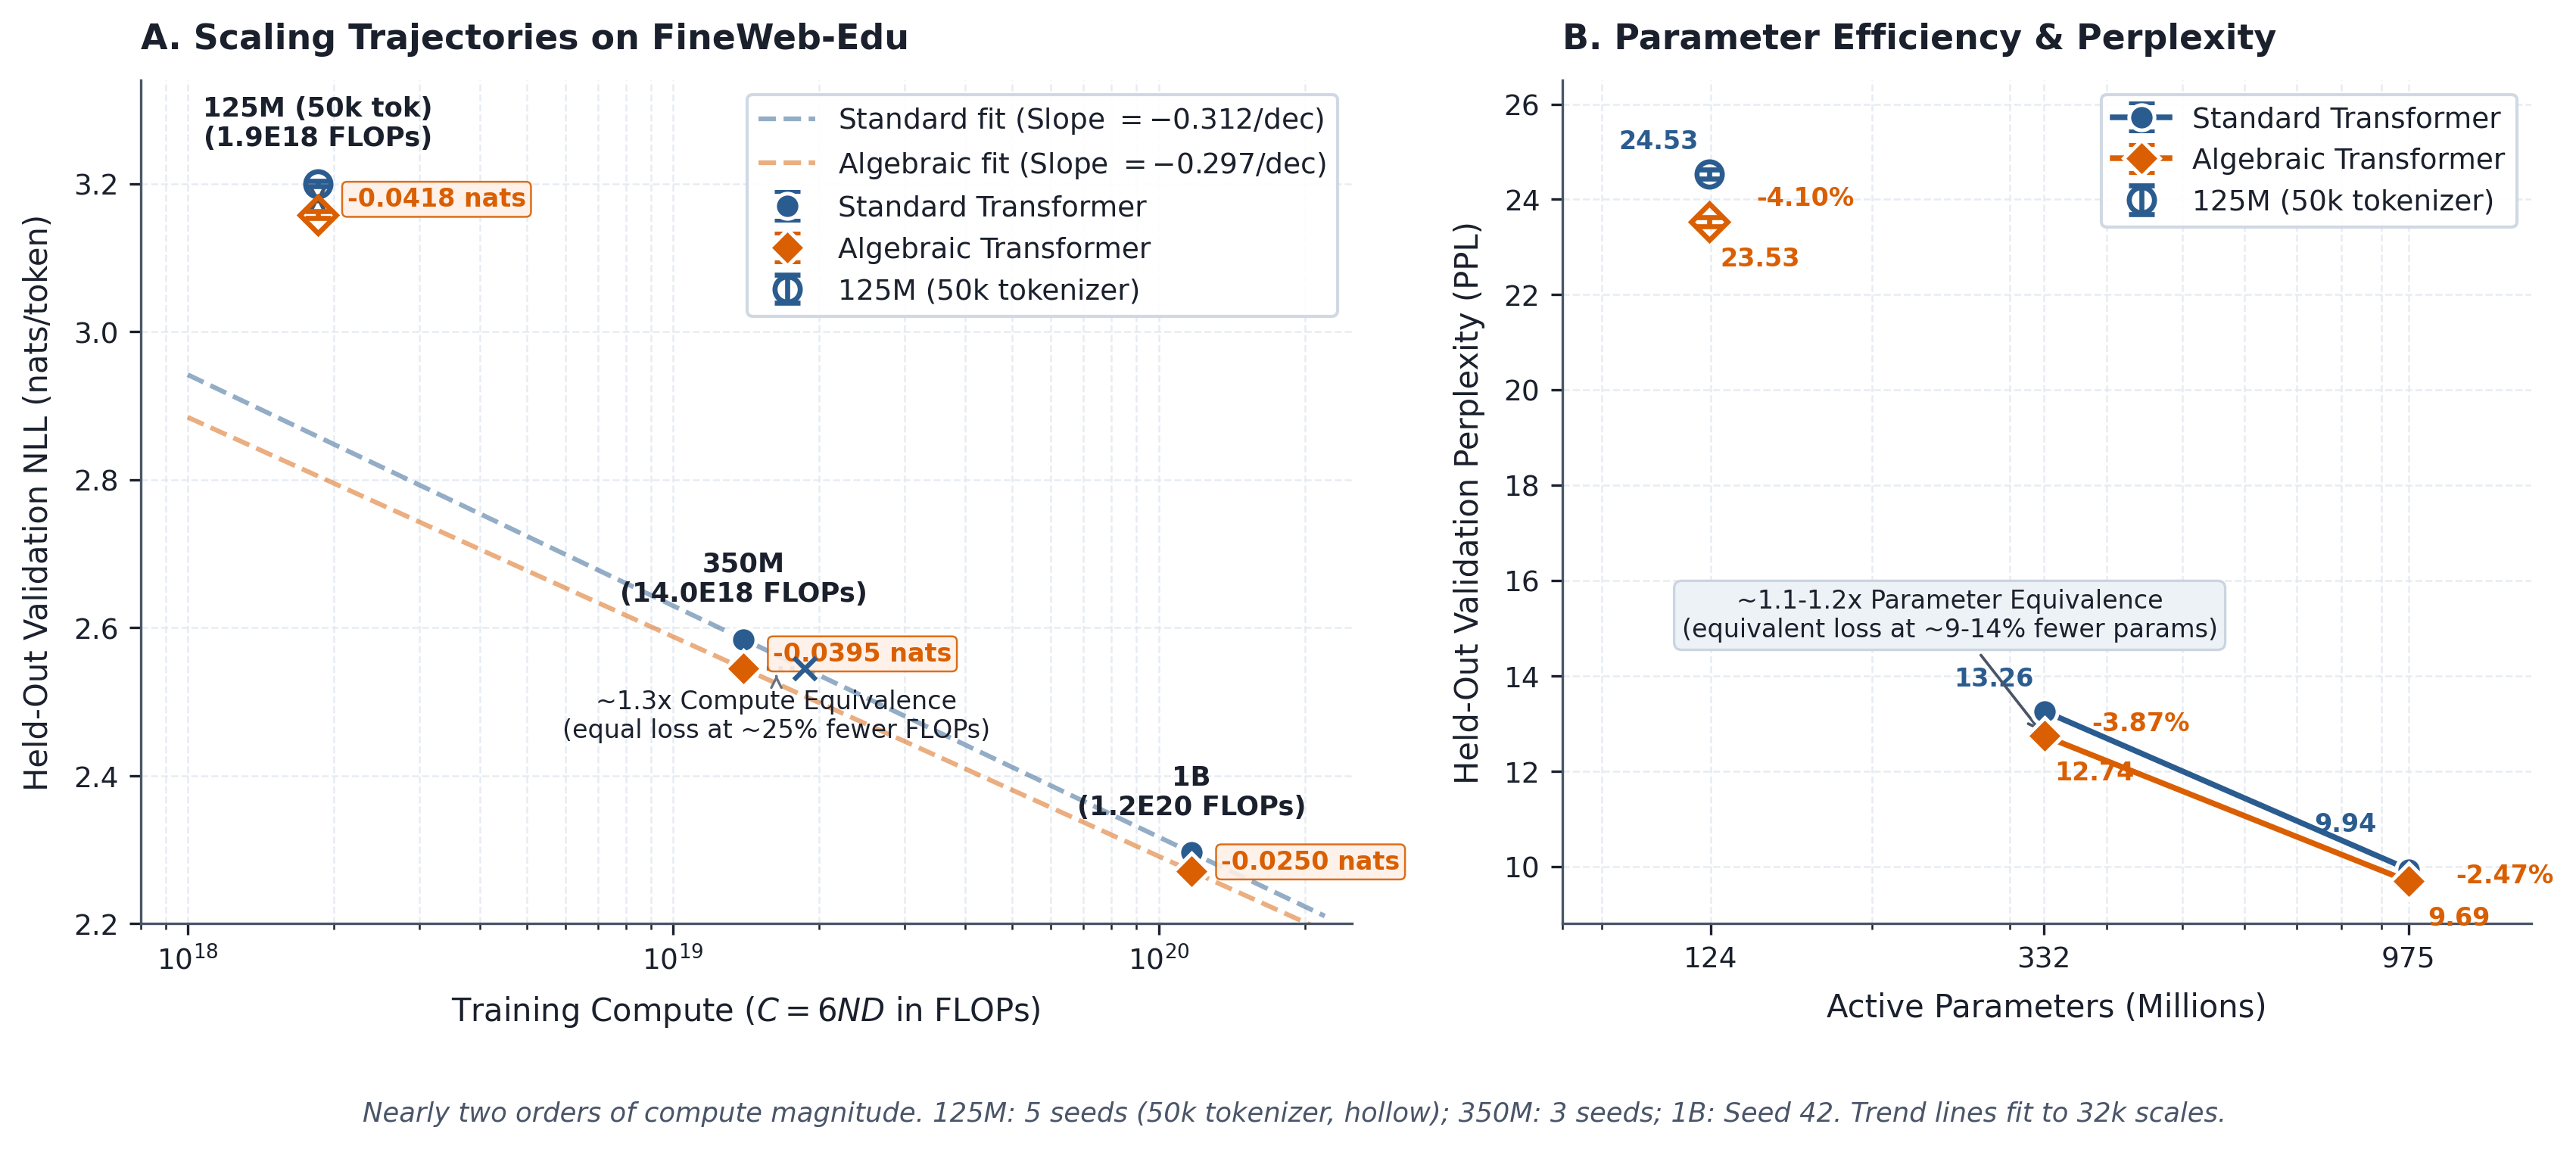 A. Scaling Trajectories on FineWeb-Edu
Held-Out Validation NLL (nats/token)
3.2
3.0
2.8
2.6
2.4
2.2
125M (50k tok)
(1.9E18 FLOPs)
-0.0418 nats
Standard fit (Slope = −0.312/dec)
Algebraic fit (Slope = −0.297/dec)
Standard Transformer
Algebraic Transformer
125M (50k tokenizer)
350M
(14.0E18 FLOPs)
-0.0395 nats
~1.3x Compute Equivalence
(equal loss at ~25% fewer FLOPs)
1B
(1.2E20 FLOPs)
-0.0250 nats
10¹⁸
10¹⁹
10²⁰
Training Compute (C = 6ND in FLOPs)
B. Parameter Efficiency & Perplexity
Held-Out Validation Perplexity (PPL)
26
24
22
20
18
16
14
12
10
24.53
-4.10%
23.53
Standard Transformer
Algebraic Transformer
125M (50k tokenizer)
~1.1-1.2x Parameter Equivalence
(equivalent loss at ~9-14% fewer params)
13.26
-3.87%
12.74
9.94
-2.47%
9.69
124
332
975
Active Parameters (Millions)
Nearly two orders of compute magnitude. 125M: 5 seeds (50k tokenizer, hollow); 350M: 3 seeds; 1B: Seed 42. Trend lines fit to 32k scales.